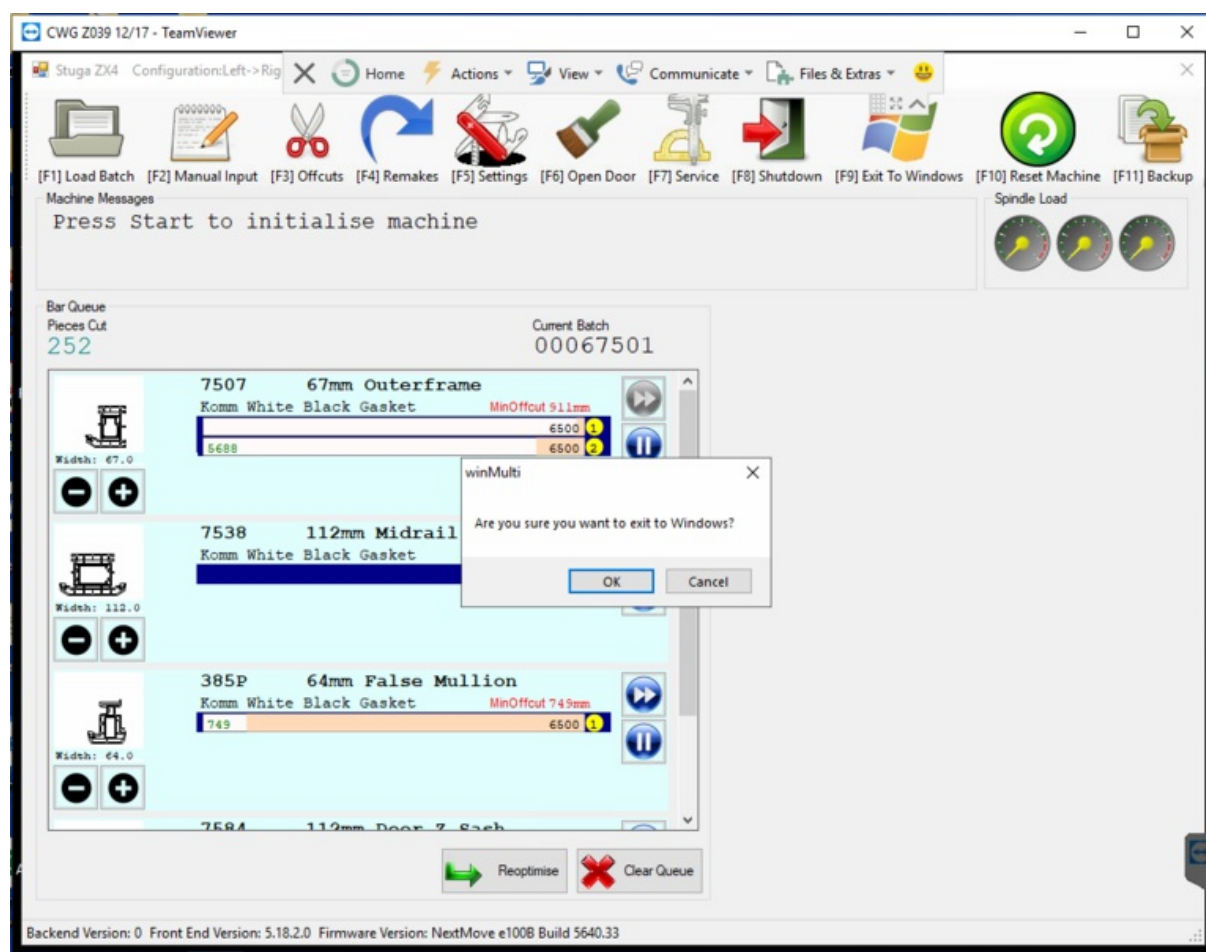 CWG Z039 12/17 - TeamViewer
Stuga ZX4 Configuration:Left->Rig
Home Actions View Communicate Files & Extras
[F1] Load Batch [F2] Manual Input [F3] Offcuts [F4] Remakes [F5] Settings [F6] Open Door [F7] Service [F8] Shutdown [F9] Exit To Windows [F10] Reset Machine [F11] Backup
Machine Messages
Press Start to initialise machine
Spindle Load
Bar Queue
Pieces Cut
252
Current Batch
00067501
7507 67mm Outerframe
Komm White Black Gasket MinOffcut 911mm
6500 1
5688 6500 2
Width: 67.0
winMulti
Are you sure you want to exit to Windows?
OK Cancel
7538 112mm Midrail
Komm White Black Gasket
Width: 112.0
385P 64mm False Mullion
Komm White Black Gasket MinOffcut 749mm
749 6500 1
Width: 64.0
7584 112mm Door Z Sash
Reoptimise Clear Queue
Backend Version: 0 Front End Version: 5.18.2.0 Firmware Version: NextMove e100B Build 5640.33